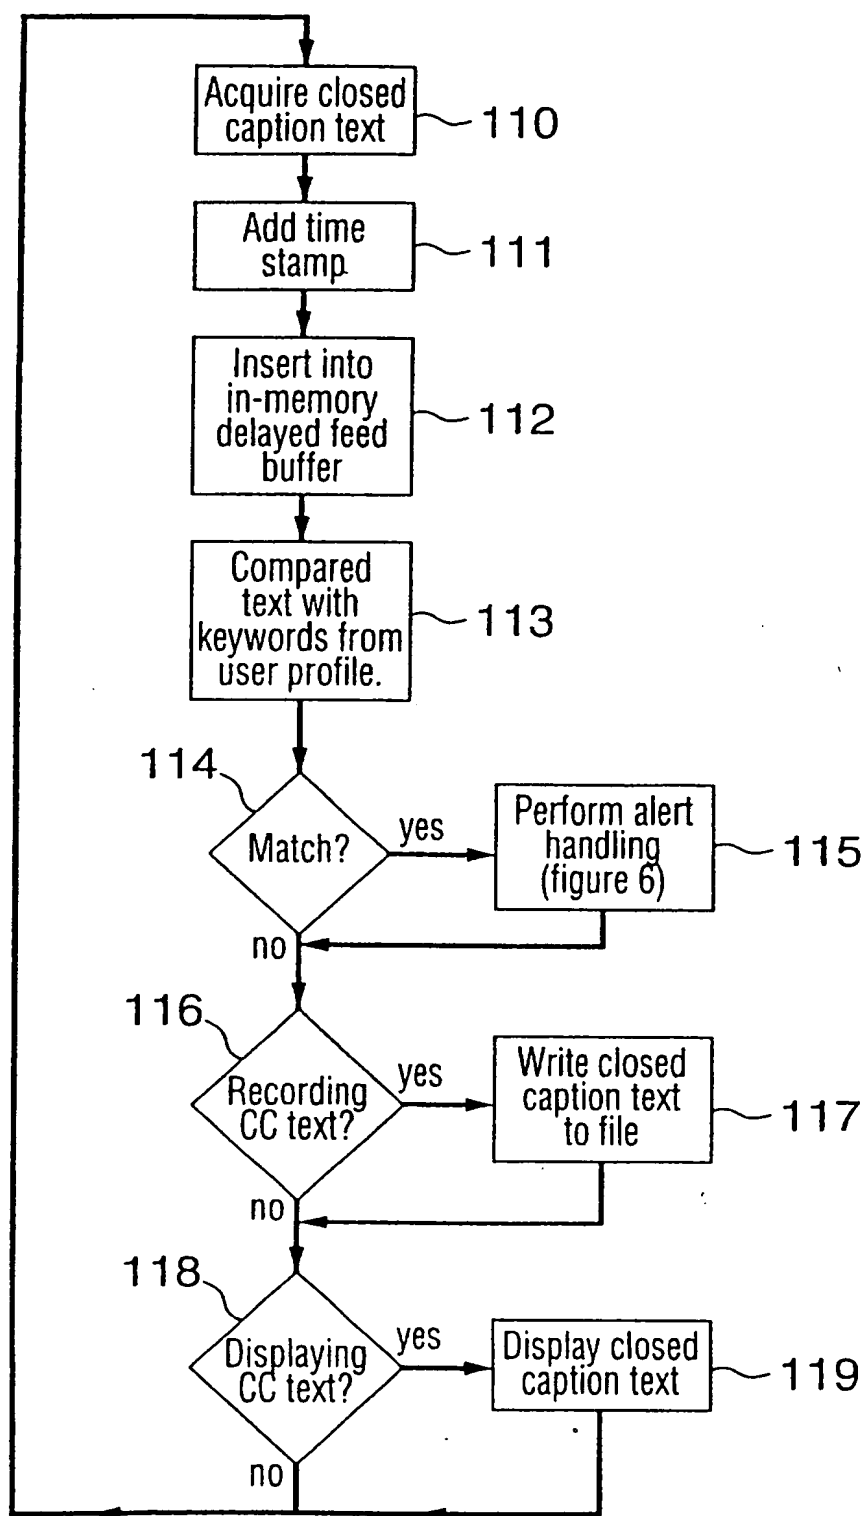 Acquire closed
caption text
110
Add time
stamp.
111
Insert into
in-memory
delayed feed
buffer
112
Compared
text with
keywords from
user profile.
113
114
Match?
yes
no
Perform alert
handling
(figure 6)
115
116
Recording
CC text?
yes
no
Write closed
caption text
to file
117
118
Displaying
CC text?
yes
no
Display closed
caption text
119